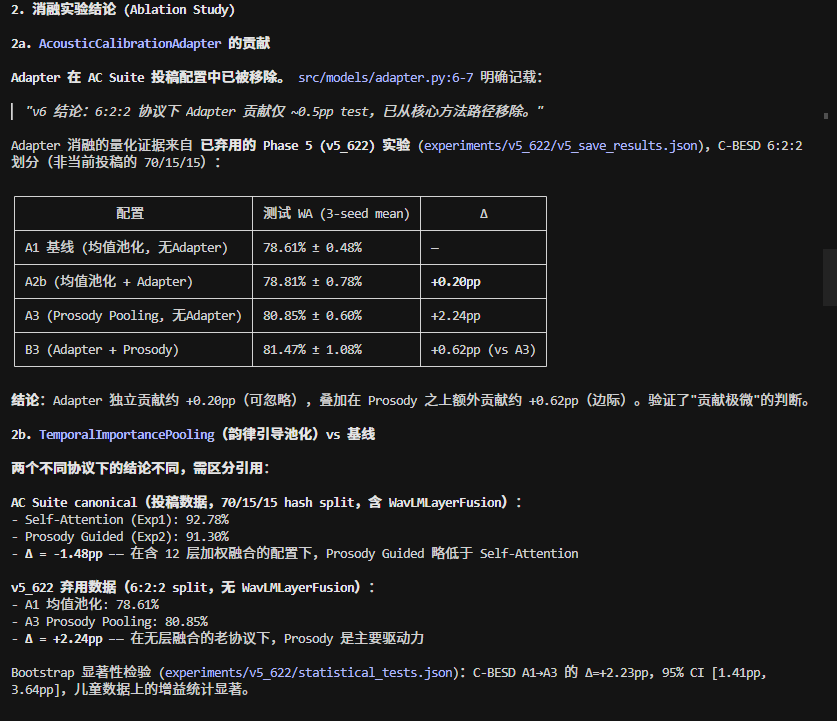 2. 消融实验结论 (Ablation Study)
2a. AcousticCalibrationAdapter 的贡献
Adapter 在 AC Suite 投稿配置中已被移除。 src/models/adapter.py:6-7 明确记载：
"v6 结论：6:2:2 协议下 Adapter 贡献仅 ~0.5pp test，已从核心方法路径移除。"
Adapter 消融的量化证据来自 已弃用的 Phase 5 (v5_622) 实验 (experiments/v5_622/v5_save_results.json)，C-BESD 6:2:2
划分（非当前投稿的 70/15/15）：
配置 测试 WA (3-seed mean) Δ
A1 基线 (均值池化, 无Adapter) 78.61% ± 0.48% —
A2b (均值池化 + Adapter) 78.81% ± 0.78% +0.20pp
A3 (Prosody Pooling, 无Adapter) 80.85% ± 0.60% +2.24pp
B3 (Adapter + Prosody) 81.47% ± 1.08% +0.62pp (vs A3)
结论：Adapter 独立贡献约 +0.20pp（可忽略），叠加在 Prosody 之上额外贡献约 +0.62pp（边际）。验证了"贡献极微"的判断。
2b. TemporalImportancePooling（韵律引导池化）vs 基线
两个不同协议下的结论不同，需区分引用：
AC Suite canonical（投稿数据，70/15/15 hash split，含 WavLMLayerFusion）：
- Self-Attention (Exp1): 92.78%
- Prosody Guided (Exp2): 91.30%
- Δ = -1.48pp —— 在含 12 层加权融合的配置下，Prosody Guided 略低于 Self-Attention
v5_622 弃用数据（6:2:2 split，无 WavLMLayerFusion）：
- A1 均值池化: 78.61%
- A3 Prosody Pooling: 80.85%
- Δ = +2.24pp —— 在无层融合的老协议下，Prosody 是主要驱动力
Bootstrap 显著性检验 (experiments/v5_622/statistical_tests.json)：C-BESD A1→A3 的 Δ=+2.23pp，95% CI [1.41pp,
3.64pp]，儿童数据上的增益统计显著。